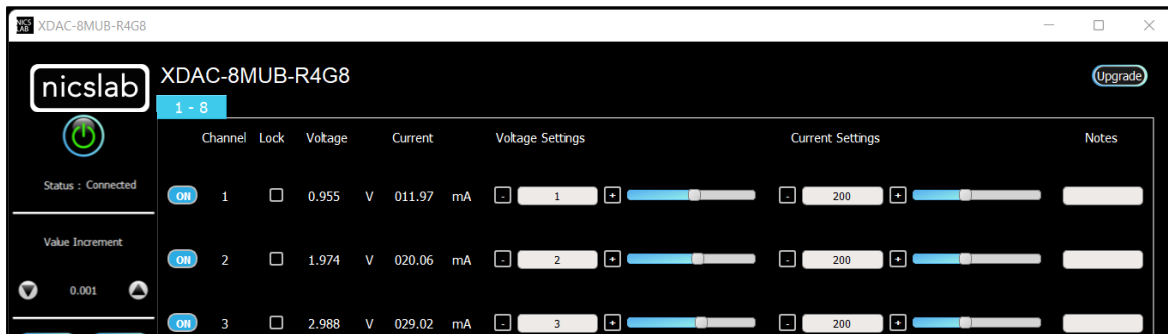 NICS LAB XDAC-8MUB-R4G8
nicslab XDAC-8MUB-R4G8 Upgrade
1 - 8
Channel Lock Voltage Current Voltage Settings Current Settings Notes
Status : Connected
ON 1 0.955 V 011.97 mA - 1 + - 200 +
Value Increment
ON 2 1.974 V 020.06 mA - 2 + - 200 +
0.001
ON 3 2.988 V 029.02 mA - 3 + - 200 +